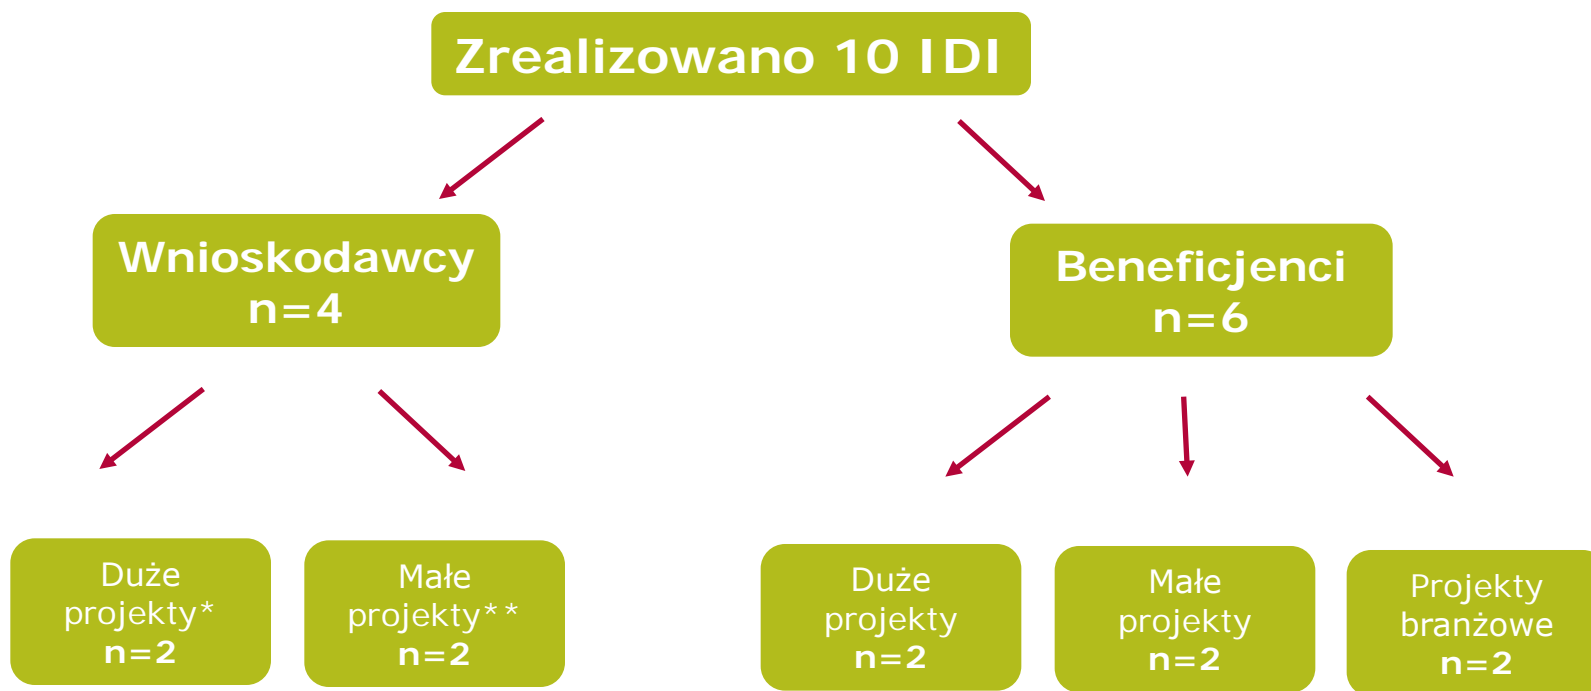 Zrealizowano 10 IDI
Wnioskodawcy
n=4
Beneficjenci
n=6
Duże
projekty*
n=2
Małe
projekty**
n=2
Duże
projekty
n=2
Małe
projekty
n=2
Projekty
branżowe
n=2